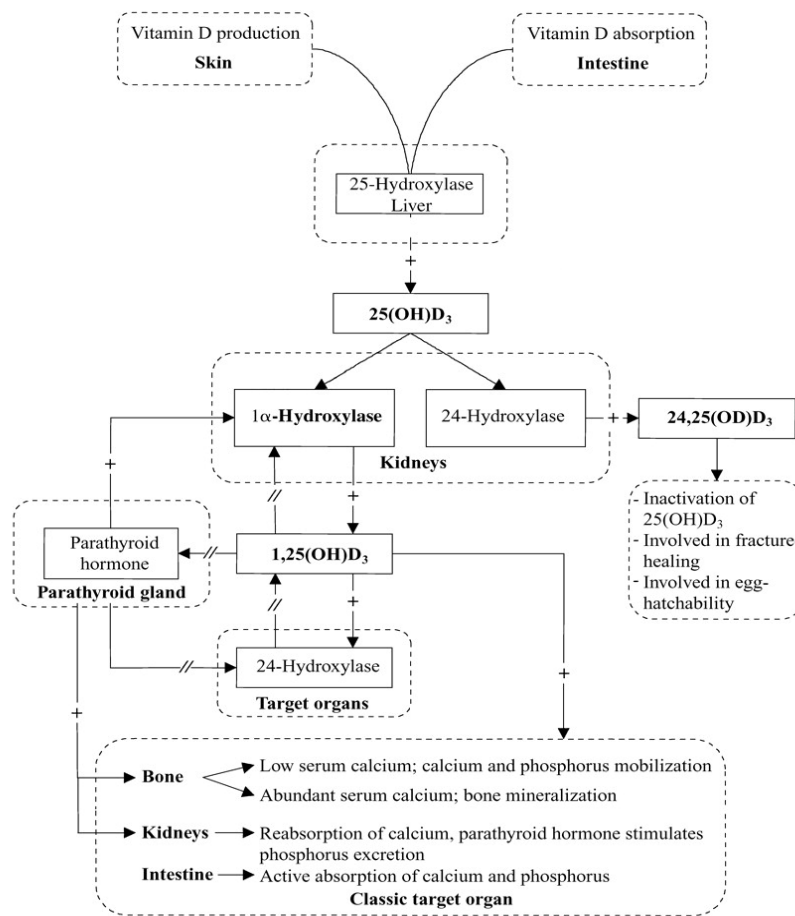 Vitamin D production
Skin
Vitamin D absorption
Intestine
25-Hydroxylase
Liver
+
25(OH)D₃
1α-Hydroxylase
24-Hydroxylase
Kidneys
+
24,25(OD)D₃
- Inactivation of
25(OH)D₃
- Involved in fracture
healing
- Involved in egg-
hatchability
+
//
+
Parathyroid
hormone
Parathyroid gland
//
1,25(OH)D₃
//
+
+
//
24-Hydroxylase
Target organs
+
Bone
Low serum calcium; calcium and phosphorus mobilization
Abundant serum calcium; bone mineralization
Kidneys
Reabsorption of calcium, parathyroid hormone stimulates
phosphorus excretion
Intestine
Active absorption of calcium and phosphorus
Classic target organ